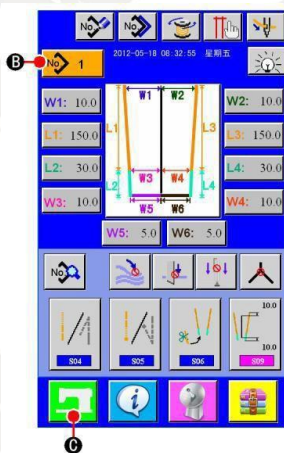 No. No.
B
No. 1
2012-05-18 08:32:55 星期五
W1: 10.0
W2: 10.0
L1: 150.0
L3: 150.0
L2: 30.0
L4: 30.0
W3: 10.0
W4: 10.0
W1 W2
L1 L3
W3 W4
L2 L4
W5 W6
W5: 5.0 W6: 5.0
No.
10.0
10.0
S04 S05 S06 S09
i
C